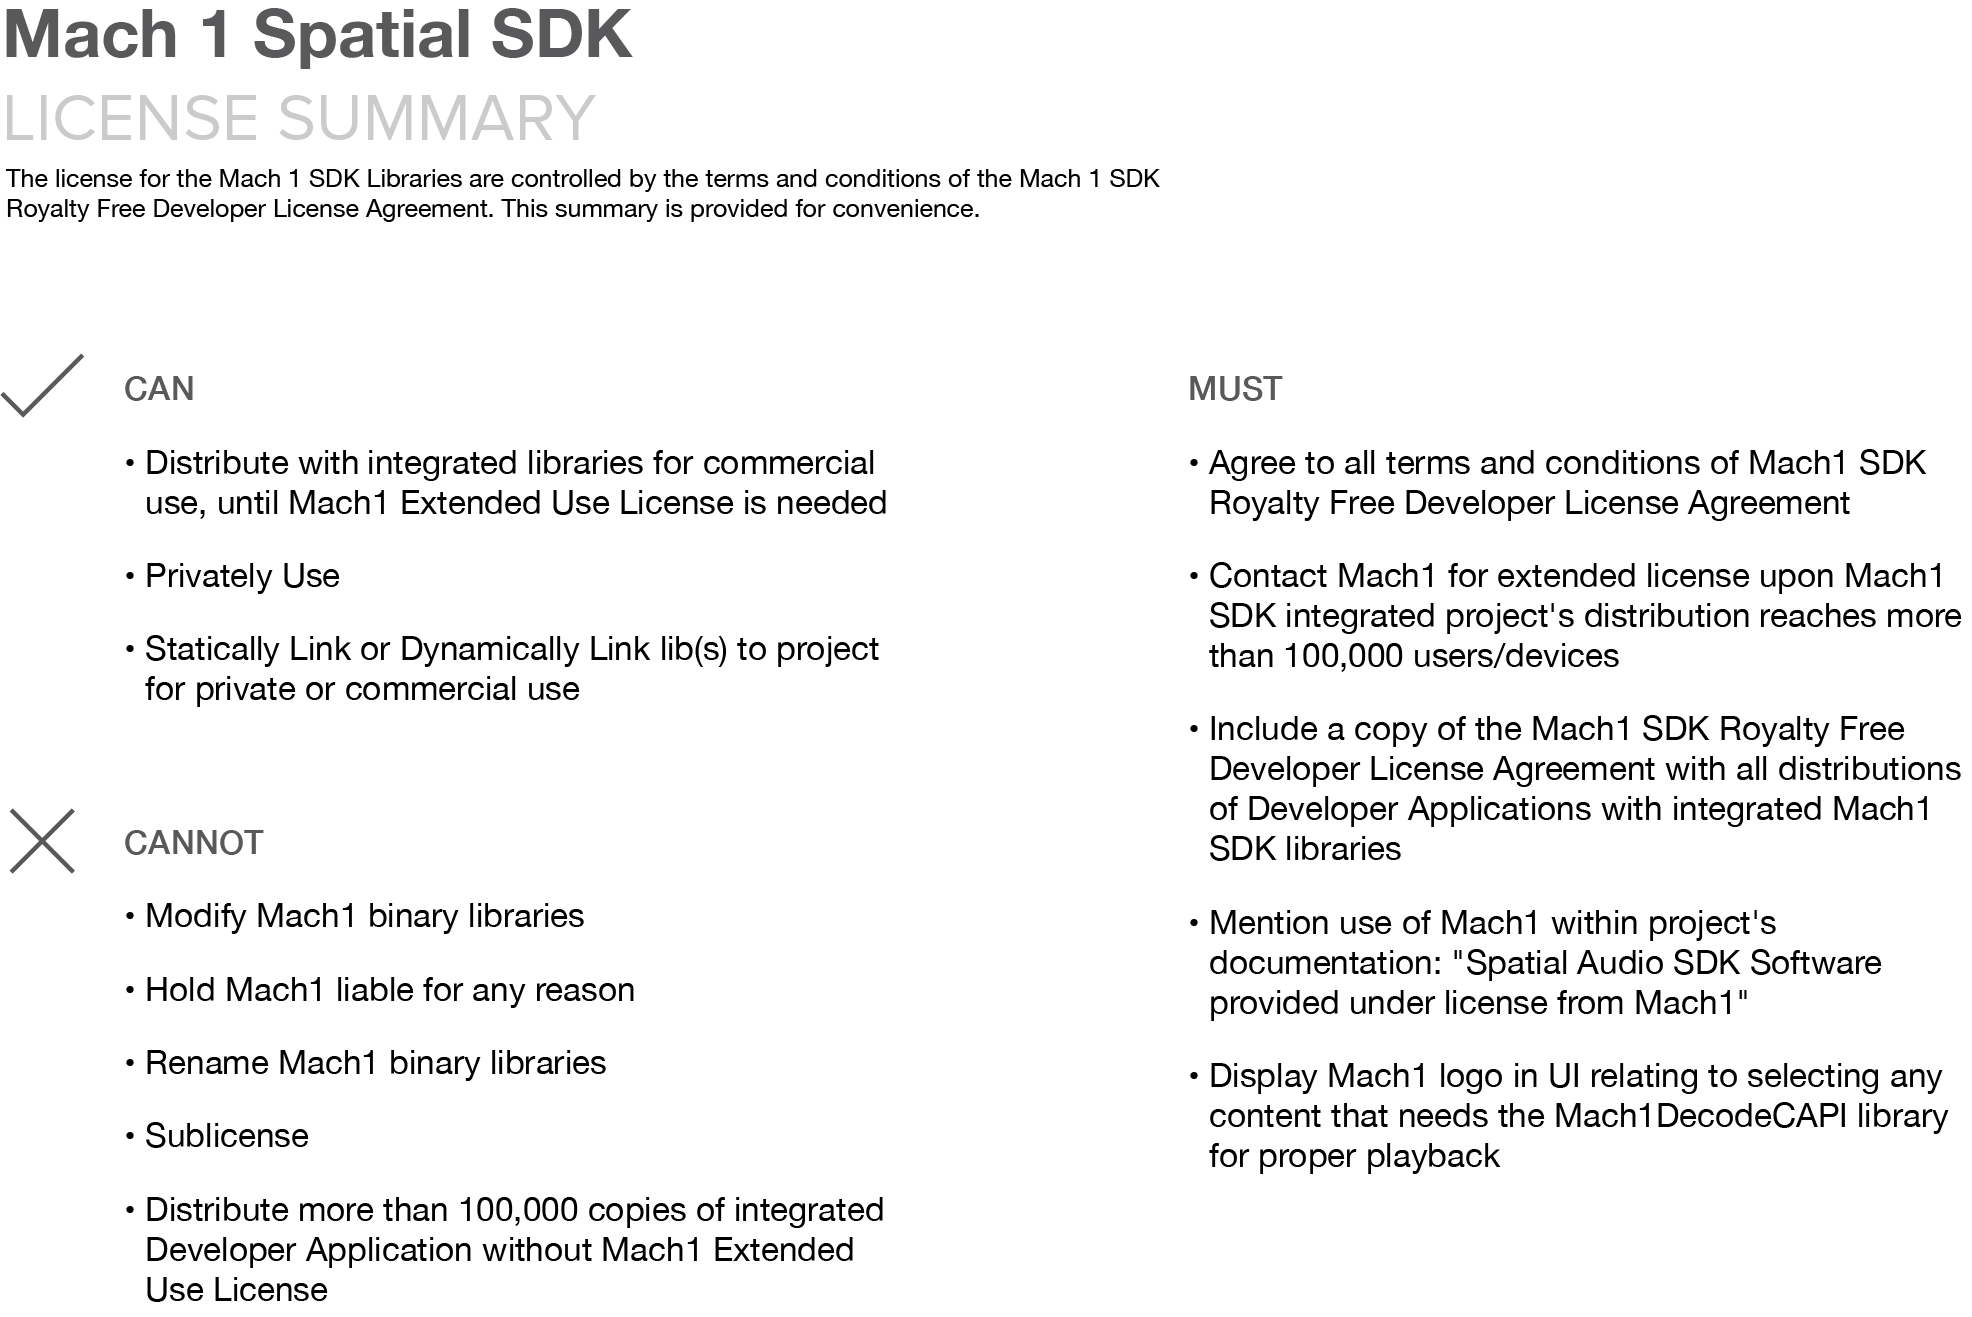 Mach 1 Spatial SDK
LICENSE SUMMARY
The license for the Mach 1 SDK Libraries are controlled by the terms and conditions of the Mach 1 SDK
Royalty Free Developer License Agreement. This summary is provided for convenience.
CAN
• Distribute with integrated libraries for commercial
use, until Mach1 Extended Use License is needed
• Privately Use
• Statically Link or Dynamically Link lib(s) to project
for private or commercial use
CANNOT
• Modify Mach1 binary libraries
• Hold Mach1 liable for any reason
• Rename Mach1 binary libraries
• Sublicense
• Distribute more than 100,000 copies of integrated
Developer Application without Mach1 Extended
Use License
MUST
• Agree to all terms and conditions of Mach1 SDK
Royalty Free Developer License Agreement
• Contact Mach1 for extended license upon Mach1
SDK integrated project's distribution reaches more
than 100,000 users/devices
• Include a copy of the Mach1 SDK Royalty Free
Developer License Agreement with all distributions
of Developer Applications with integrated Mach1
SDK libraries
• Mention use of Mach1 within project's
documentation: "Spatial Audio SDK Software
provided under license from Mach1"
• Display Mach1 logo in UI relating to selecting any
content that needs the Mach1DecodeCAPI library
for proper playback